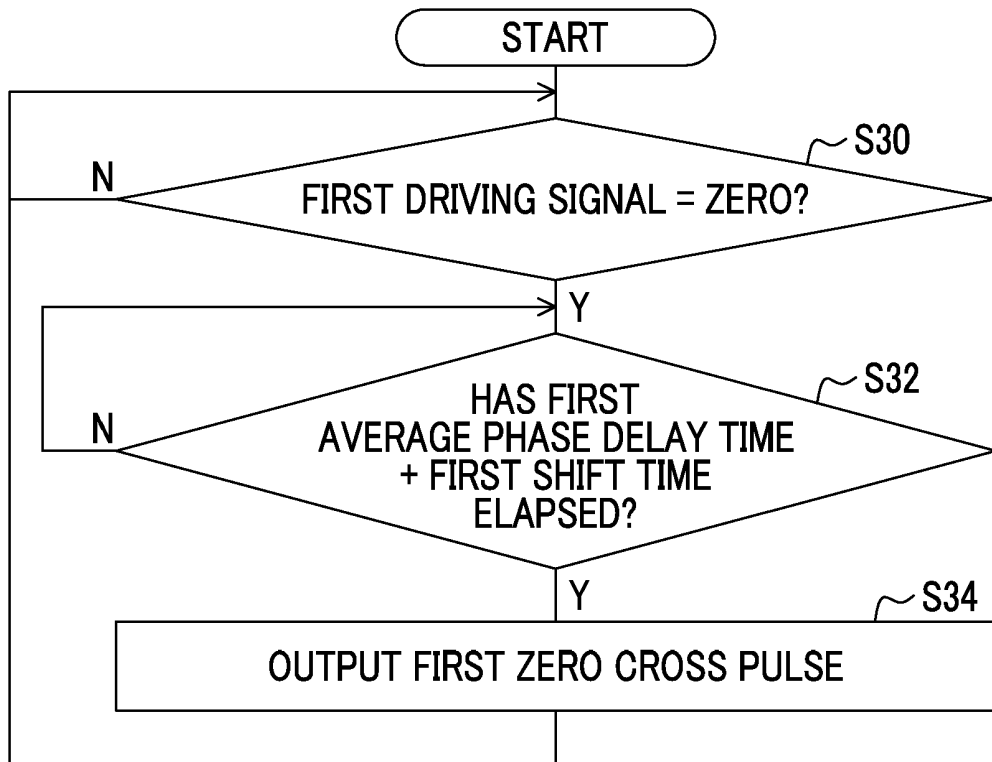 START
S30
N
FIRST DRIVING SIGNAL = ZERO?
Y
S32
HAS FIRST
N
AVERAGE PHASE DELAY TIME
+ FIRST SHIFT TIME
ELAPSED?
Y
S34
OUTPUT FIRST ZERO CROSS PULSE